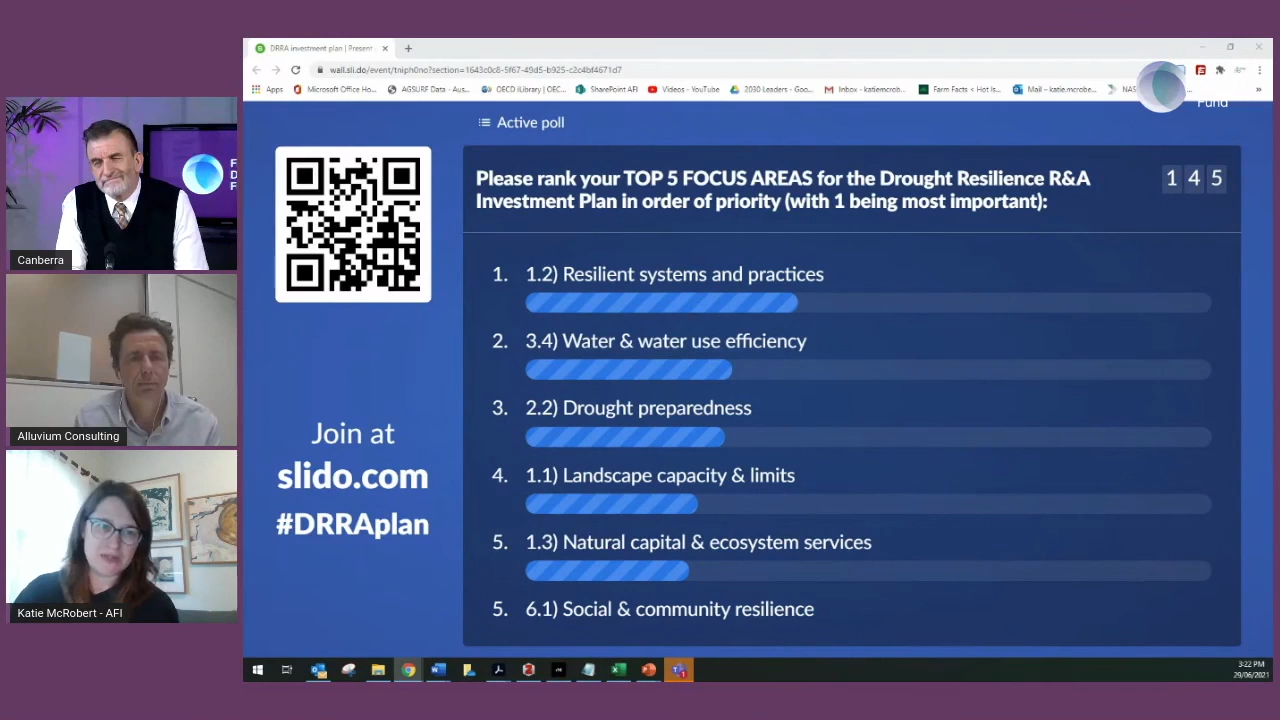 DRRA investment plan | Present
wall.sli.do/event/tniph0no?section=1643c0c8-5f67-49d5-b925-c2c4bf4671d7
Apps
Microsoft Office Ho...
AGSURF Data - Aus...
OECD iLibrary | OEC...
SharePoint API
Videos - YouTube
2030 Leaders - Goo...
Inbox - katiemcrob...
Farm Facts < Hot Is...
Mail – katie.mcrobe...
NAS
»
Fund
Active poll
Please rank your TOP 5 FOCUS AREAS for the Drought Resilience R&A
Investment Plan in order of priority (with 1 being most important):
1 4 5
1. 1.2) Resilient systems and practices
2. 3.4) Water & water use efficiency
3. 2.2) Drought preparedness
4. 1.1) Landscape capacity & limits
5. 1.3) Natural capital & ecosystem services
5. 6.1) Social & community resilience
Join at
slido.com
#DRRAplan
F
D
F
Canberra
Alluvium Consulting
Katie McRobert - AFI
3:22 PM
29/06/2021